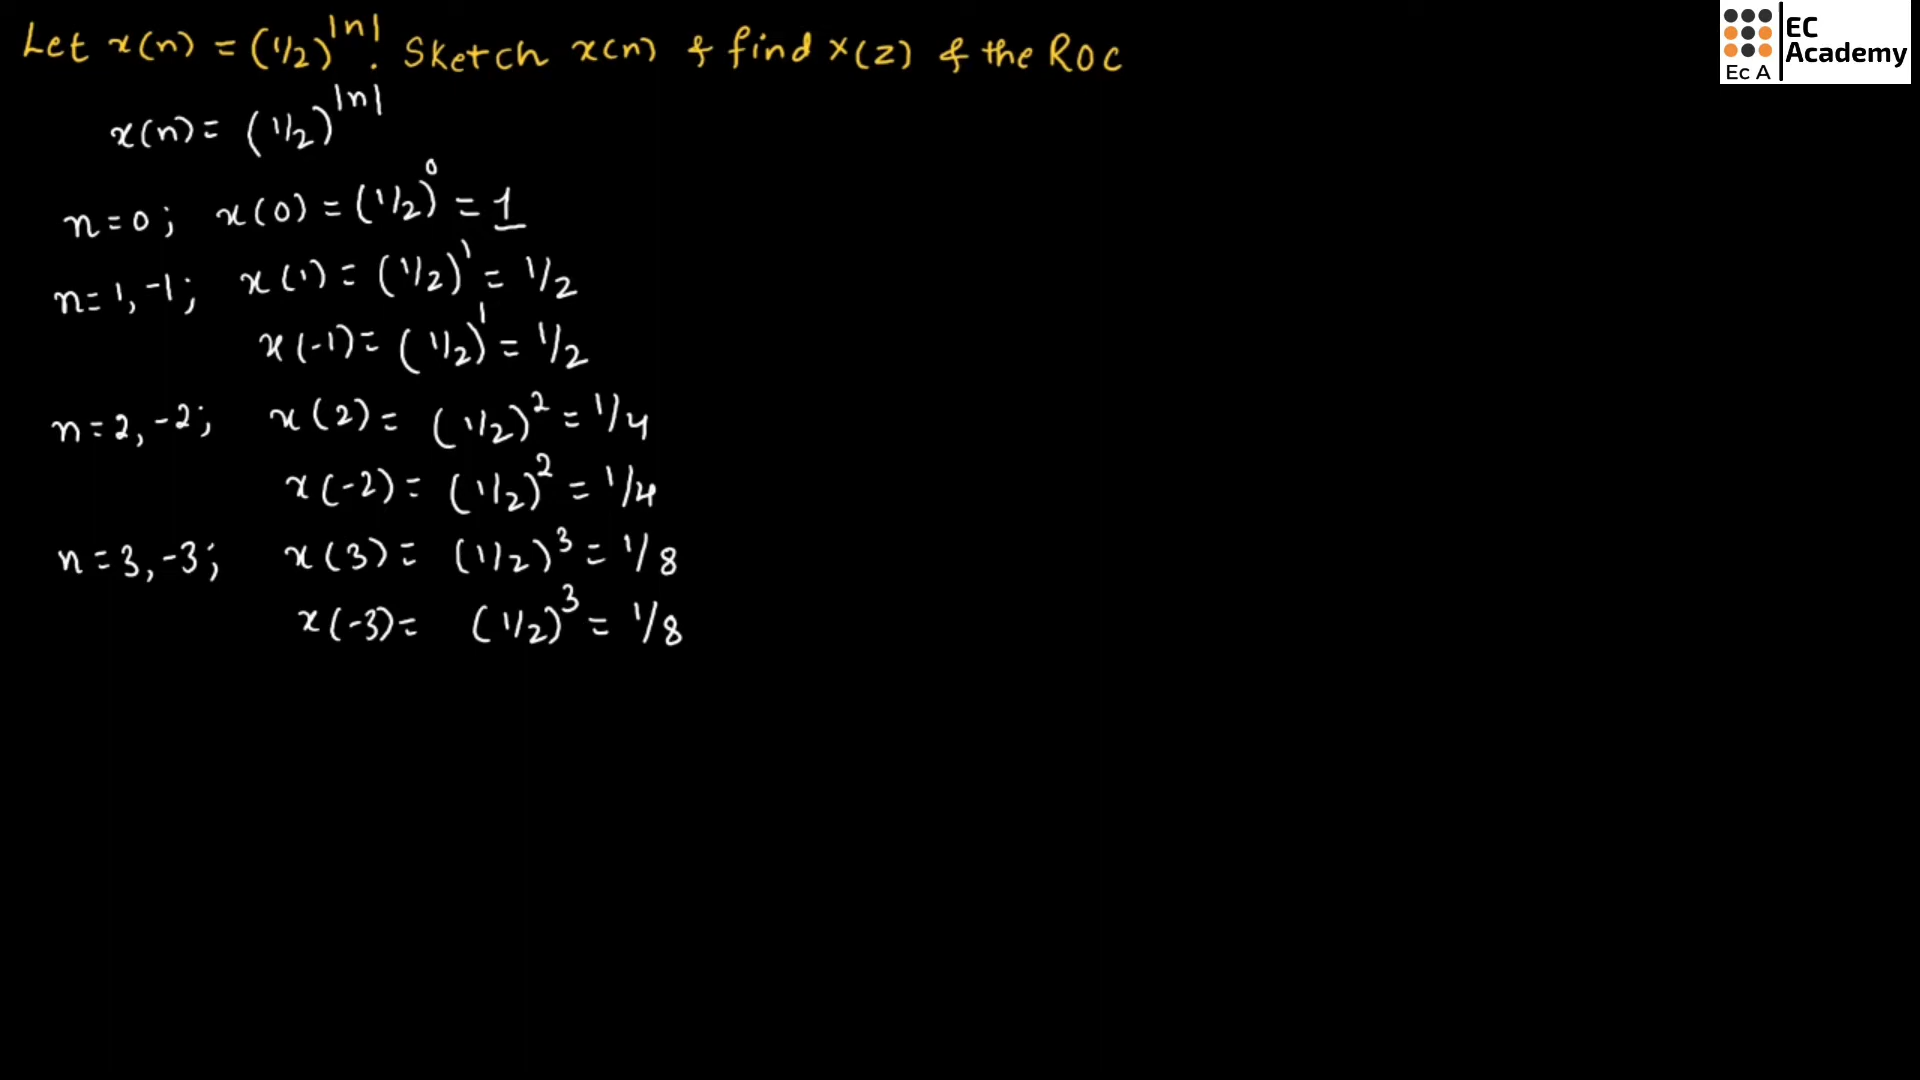 Let x(n) = (1/2)^|n|. Sketch x(n) & find X(z) & the ROC
EC
Academy
Ec A
x(n) = (1/2)^|n|
n=0; x(0) = (1/2)^0 = 1
n=1,-1; x(1) = (1/2)^1 = 1/2
x(-1) = (1/2)^1 = 1/2
n=2,-2; x(2) = (1/2)^2 = 1/4
x(-2) = (1/2)^2 = 1/4
n=3,-3; x(3) = (1/2)^3 = 1/8
x(-3) = (1/2)^3 = 1/8